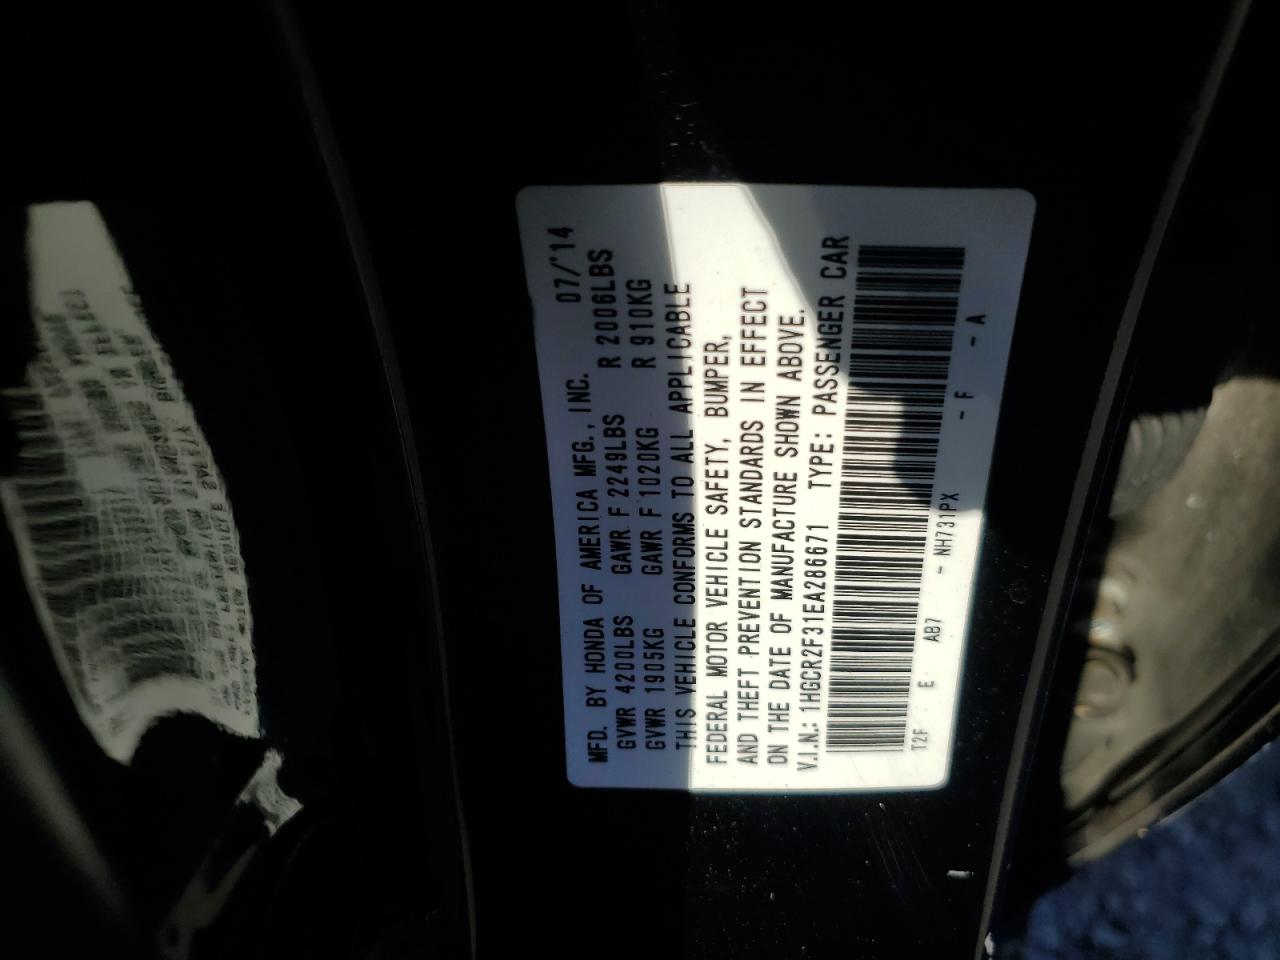 MFD. BY HONDA OF AMERICA MFG., INC. 07/'14
GVWR 4200LBS GAWR F 2249LBS R 2006LBS
GVWR 1905KG GAWR F 1020KG R 910KG
THIS VEHICLE CONFORMS TO ALL APPLICABLE
FEDERAL MOTOR VEHICLE SAFETY, BUMPER,
AND THEFT PREVENTION STANDARDS IN EFFECT
ON THE DATE OF MANUFACTURE SHOWN ABOVE.
V.I.N.: 1HGCR2F31EA286671 TYPE: PASSENGER CAR
T2F E AB7 - NH731PX - F - A